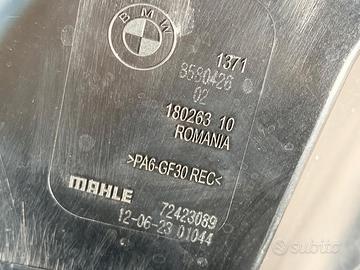 BMW
1371
8580426
02
180263 10
ROMANIA
>PA6-GF30 REC<
MAHLE
72423089
12-06-23 01044
subito